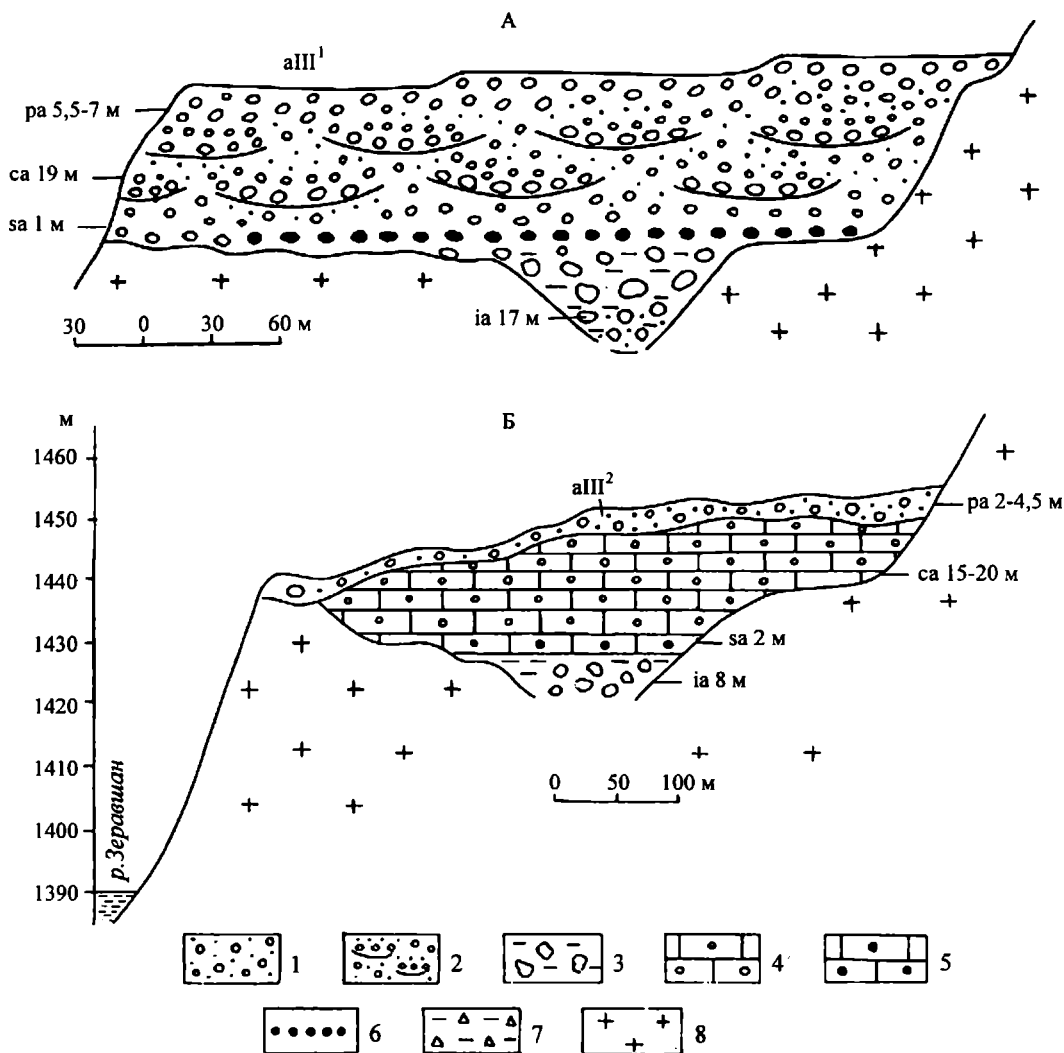 А
aIII¹
pa 5,5-7 м
ca 19 м
sa 1 м
ia 17 м
30 0 30 60 м
м
Б
1460
1450
1440
1430
1420
1410
1400
1390
р.Зеравшан
aIII²
pa 2-4,5 м
ca 15-20 м
sa 2 м
ia 8 м
0 50 100 м
1 2 3 4 5
6 7 8